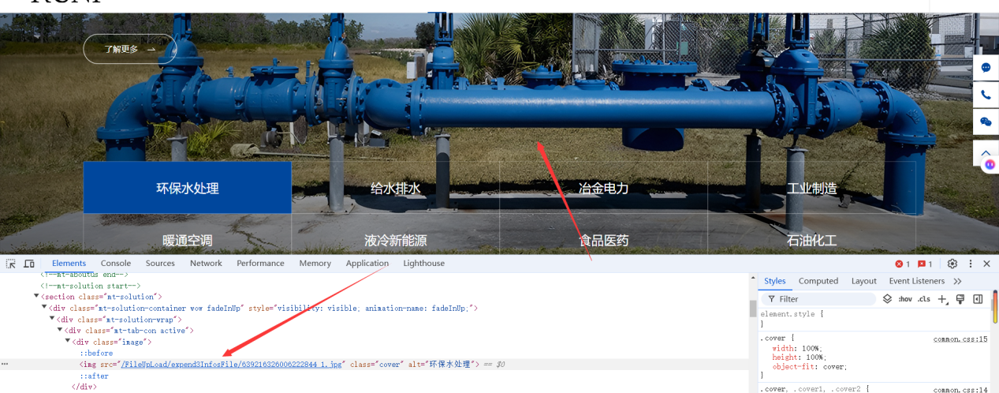 了解更多 →
环保水处理 给水排水 冶金电力 工业制造
暖通空调 液冷新能源 食品医药 石油化工
Elements Console Sources Network Performance Memory Application Lighthouse 1 1
<!--mt-aboutus end-->
<!--mt-solution start-->
<section class="mt-solution">
<div class="mt-solution-container wow fadeInUp" style="visibility: visible; animation-name: fadeInUp;">
<div class="mt-solution-wrap">
<div class="mt-tab-con active">
<div class="image">
::before
<img src="/FileUpLoad/expend3InfosFile/639216326006222844_1.jpg" class="cover" alt="环保水处理"> == $0
::after
</div>
Styles Computed Layout Event Listeners >>
Filter :hov .cls
element.style {
}
.cover { common.css:15
width: 100%;
height: 100%;
object-fit: cover;
}
.cover, .cover1, .cover2 { common.css:14